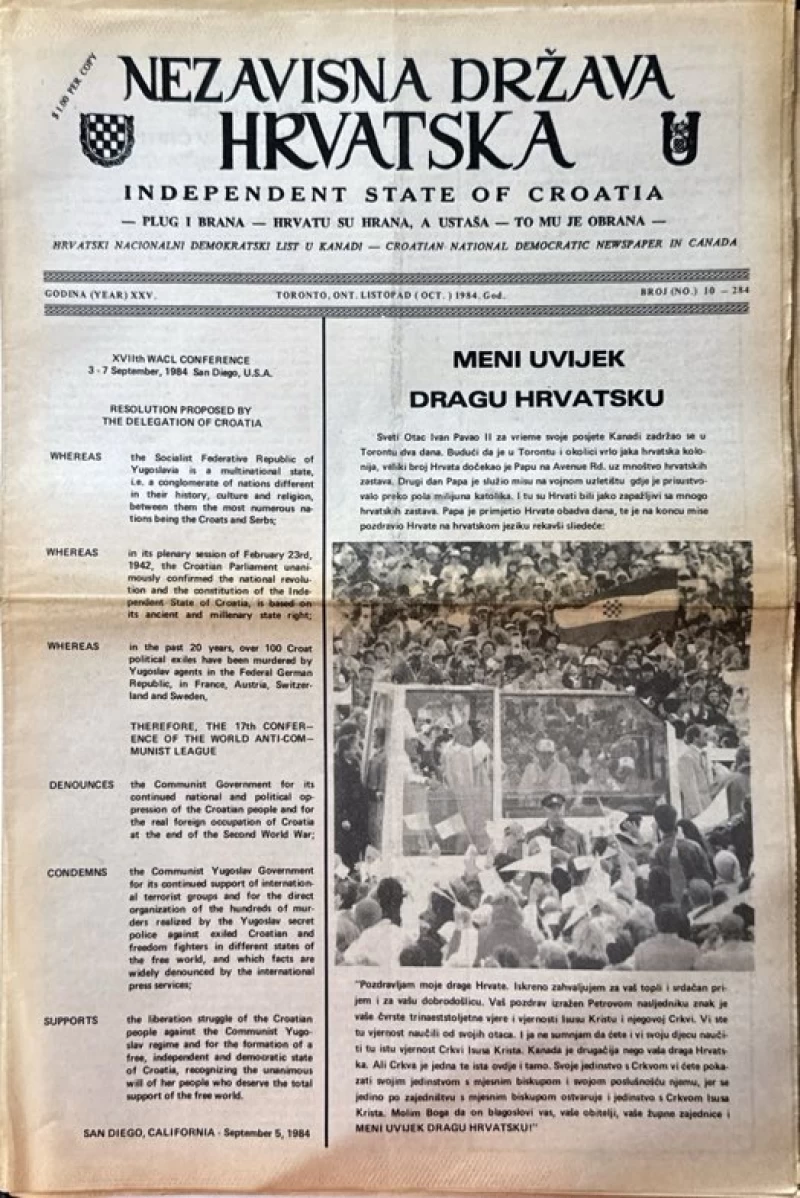 $1.00 PER COPY
NEZAVISNA DRŽAVA
HRVATSKA
U
INDEPENDENT STATE OF CROATIA
— PLUG I BRANA — HRVATU SU HRANA, A USTAŠA — TO MU JE OBRANA —
HRVATSKI NACIONALNI DEMOKRATSKI LIST U KANADI — CROATIAN NATIONAL DEMOCRATIC NEWSPAPER IN CANADA
GODINA (YEAR) XXV. TORONTO, ONT. LISTOPAD ( OCT. ) 1984. God. BROJ (NO.) 10 – 284
XVIIth WACL CONFERENCE
3 - 7 September, 1984 San Diego, U.S.A.
RESOLUTION PROPOSED BY
THE DELEGATION OF CROATIA
WHEREAS the Socialist Federative Republic of
Yugoslavia is a multinational state,
i.e. a conglomerate of nations different
in their history, culture and religion,
between them the most numerous na-
tions being the Croats and Serbs;
WHEREAS in its plenary session of February 23rd,
1942, the Croatian Parliament unani-
mously confirmed the national revolu-
tion and the constitution of the Inde-
pendent State of Croatia, is based on
its ancient and millenary state right;
WHEREAS in the past 20 years, over 100 Croat
political exiles have been murdered by
Yugoslav agents in the Federal German
Republic, in France, Austria, Switzer-
land and Sweden,
THEREFORE, THE 17th CONFER-
ENCE OF THE WORLD ANTI-COM-
MUNIST LEAGUE
DENOUNCES the Communist Government for its
continued national and political op-
pression of the Croatian people and for
the real foreign occupation of Croatia
at the end of the Second World War;
CONDEMNS the Communist Yugoslav Government
for its continued support of internation-
al terrorist groups and for the direct
organization of the hundreds of mur-
ders realized by the Yugoslav secret
police against exiled Croatian and
freedom fighters in different states of
the free world, and which facts are
widely denounced by the international
press services;
SUPPORTS the liberation struggle of the Croatian
people against the Communist Yugo-
slav regime and for the formation of a
free, independent and democratic state
of Croatia, recognizing the unanimous
will of her people who deserve the total
support of the free world.
SAN DIEGO, CALIFORNIA - September 5, 1984
MENI UVIJEK
DRAGU HRVATSKU
Sveti Otac Ivan Pavao II za vrieme svoje posjete Kanadi zadržao se u
Torontu dva dana. Budući da je u Torontu i okolici vrlo jaka hrvatska kolo-
nija, veliki broj Hrvata dočekao je Papu na Avenue Rd. uz mnoštvo hrvatskih
zastava. Drugi dan Papa je služio misu na vojnom uzletištu gdje je prisustvo-
valo preko pola milijuna katolika. I tu su Hrvati bili jako zapažljivi sa mnogo
hrvatskih zastava. Papa je primjetio Hrvate obadva dana, te je na koncu mise
pozdravio Hrvate na hrvatskom jeziku rekavši sliedeće:
"Pozdravljam moje drage Hrvate. Iskreno zahvaljujem za vaš topli i srdačan pri-
jem i za vašu dobrodošlicu. Vaš pozdrav izražen Petrovom nasljedniku znak je
vaše čvrste trinaeststoljetne vjere i vjernosti Isusu Kristu i njegovoj Crkvi. Vi ste
tu vjernost naučili od svojih otaca. I ja ne sumnjam da ćete i vi svoju djecu nauči-
ti tu istu vjernost Crkvi Isusa Krista. Kanada je drugačija nego vaša draga Hrvats-
ka. Ali Crkva je jedna te ista ovdje i tamo. Svoje jedinstvo s Crkvom vi ćete poka-
zati svojim jedinstvom s mjesnim biskupom i svojom poslušnošću njemu, jer se
jedino po zajedništvu s mjesnim biskupom ostvaruje i jedinstvo s Crkvom Isusa
Krista. Molim Boga da on blagoslovi vas, vaše obitelji, vaše župne zajednice i
MENI UVIJEK DRAGU HRVATSKU!"